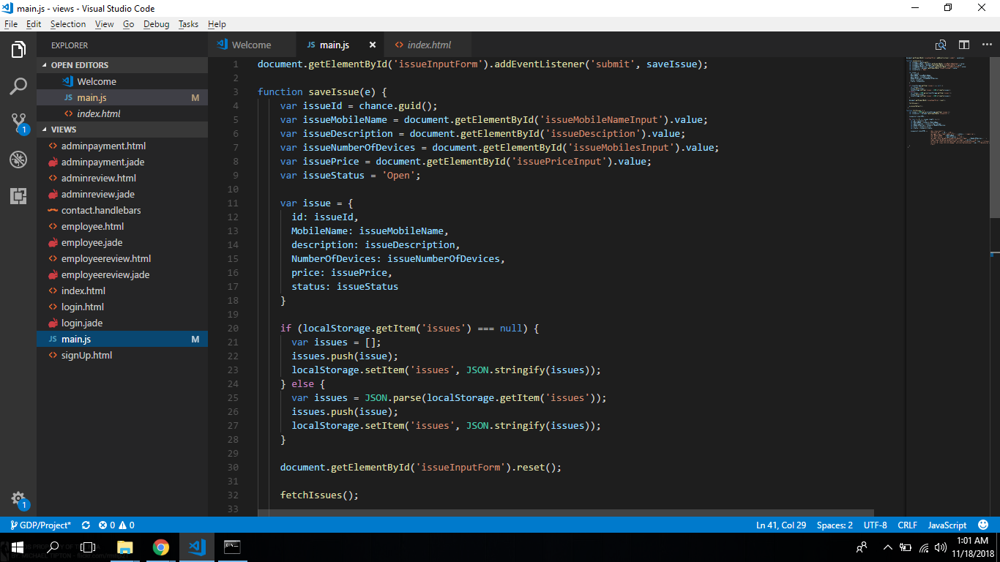 main.js - views - Visual Studio Code
File Edit Selection View Go Debug Tasks Help
EXPLORER
OPEN EDITORS
Welcome
JS main.js M
<> index.html
VIEWS
<> adminpayment.html
adminpayment.jade
<> adminreview.html
adminreview.jade
contact.handlebars
<> employee.html
employee.jade
<> employeereview.html
employeereview.jade
<> index.html
<> login.html
login.jade
JS main.js M
<> signUp.html
1
1
Welcome JS main.js × <> index.html
1 document.getElementById('issueInputForm').addEventListener('submit', saveIssue);
2
3 function saveIssue(e) {
4 var issueId = chance.guid();
5 var issueMobileName = document.getElementById('issueMobileNameInput').value;
6 var issueDescription = document.getElementById('issueDesciption').value;
7 var issueNumberOfDevices = document.getElementById('issueMobilesInput').value;
8 var issuePrice = document.getElementById('issuePriceInput').value;
9 var issueStatus = 'Open';
10
11 var issue = {
12 id: issueId,
13 MobileName: issueMobileName,
14 description: issueDescription,
15 NumberOfDevices: issueNumberOfDevices,
16 price: issuePrice,
17 status: issueStatus
18 }
19
20 if (localStorage.getItem('issues') === null) {
21 var issues = [];
22 issues.push(issue);
23 localStorage.setItem('issues', JSON.stringify(issues));
24 } else {
25 var issues = JSON.parse(localStorage.getItem('issues'));
26 issues.push(issue);
27 localStorage.setItem('issues', JSON.stringify(issues));
28 }
29
30 document.getElementById('issueInputForm').reset();
31
32 fetchIssues();
33
GDP/Project* 0 0 Ln 41, Col 29 Spaces: 2 UTF-8 CRLF JavaScript
1:01 AM
11/18/2018